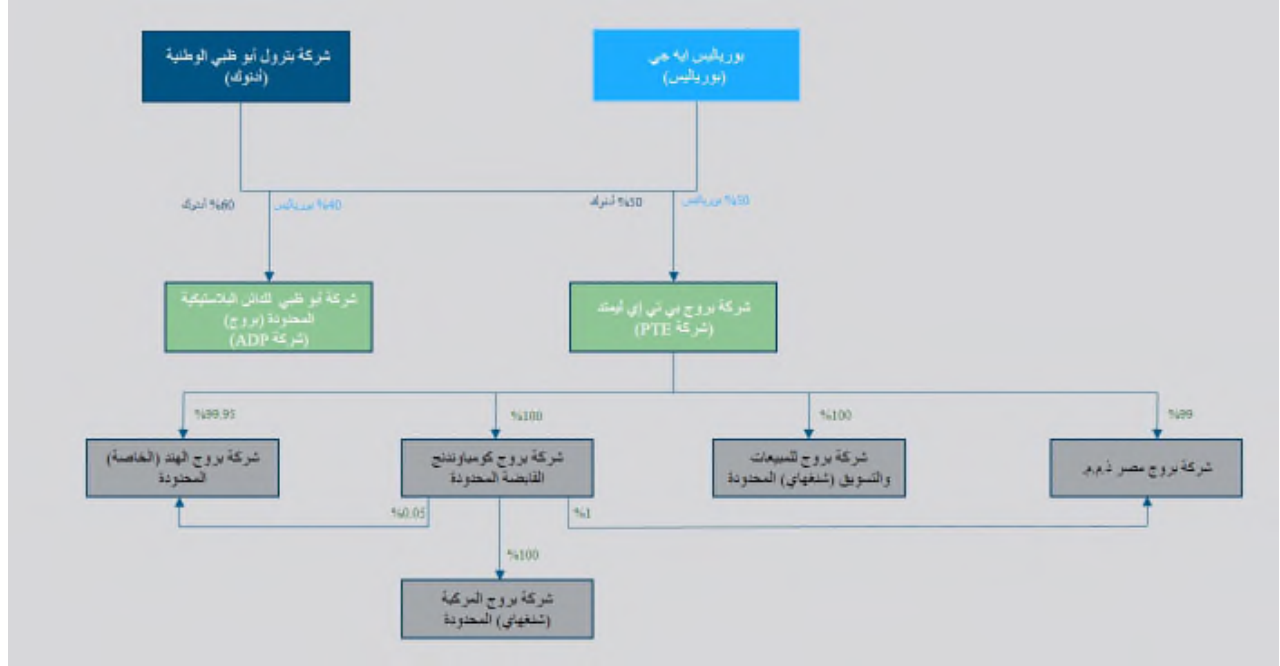 شركة بترول أبو ظبي الوطنية
(أدنوك)
بورياليس ايه جي
(بورياليس)
%60 أدنوك
%40 بورياليس
%50 أدنوك
%50 بورياليس
شركة أبو ظبي للدائن البلاستيكية
المحدودة (بروج)
(شركة ADP)
شركة بروج بي تي إي ليمتد
(شركة PTE)
%99.95
%100
%100
%99
شركة بروج الهند (الخاصة)
المحدودة
شركة بروج كومباوندنج
القابضة المحدودة
شركة بروج للمبيعات
والتسويق (شنغهاي) المحدودة
شركة بروج مصر ذ.م.م.
%0.05
%1
%100
شركة بروج المركبة
(شنغهاي) المحدودة